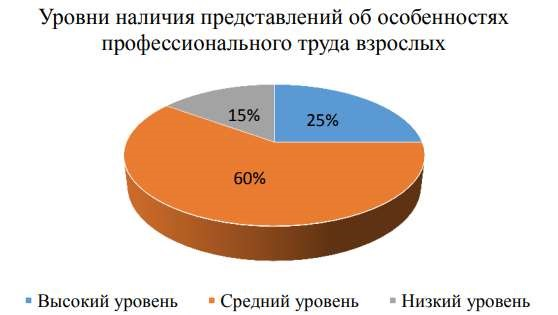 Уровни наличия представлений об особенностях
профессионального труда взрослых
15%
25%
60%
Высокий уровень
Средний уровень
Низкий уровень